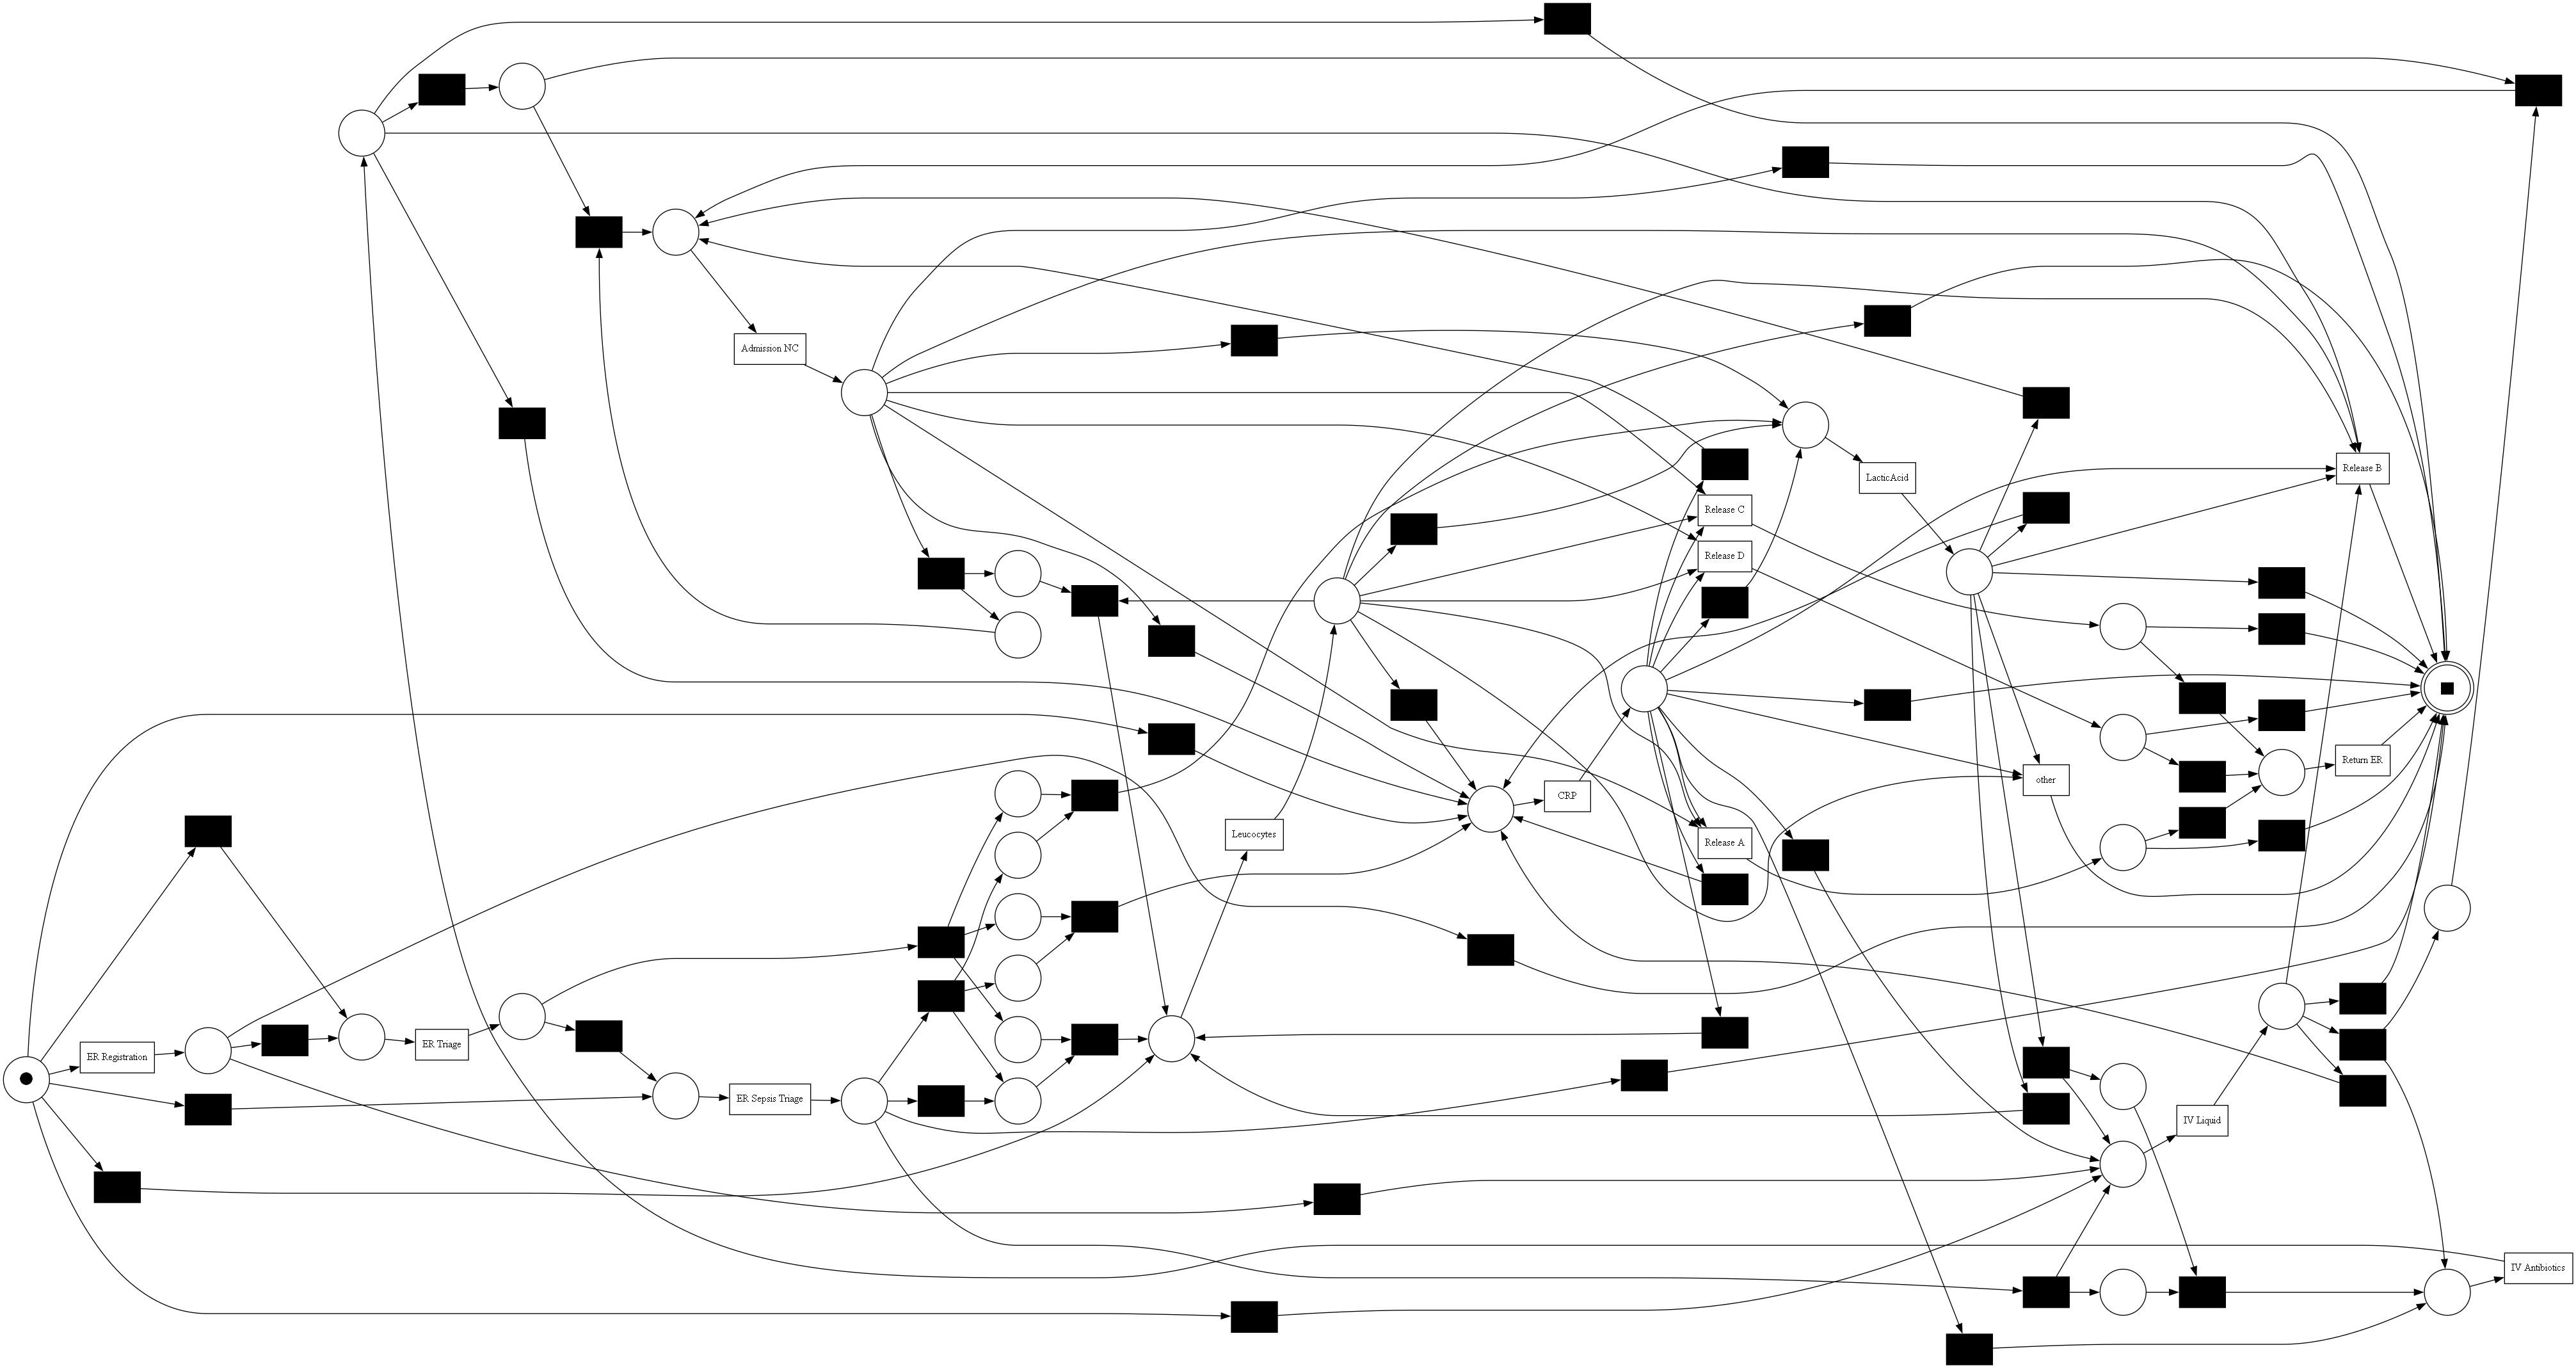 Admission NC
LacticAcid
Release B
Release C
Release D
Return ER
other
CRP
Leucocytes
Release A
ER Registration
ER Triage
ER Sepsis Triage
IV Liquid
IV Antibiotics